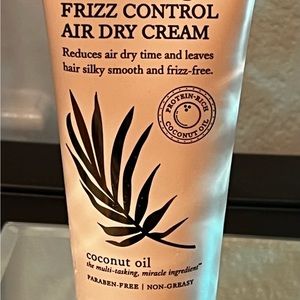 FRIZZ CONTROL
AIR DRY CREAM
Reduces air dry time and leaves
hair silky smooth and frizz-free.
PROTEIN-RICH
COCONUT OIL
coconut oil
the multi-tasking, miracle ingredient™
PARABEN-FREE | NON-GREASY